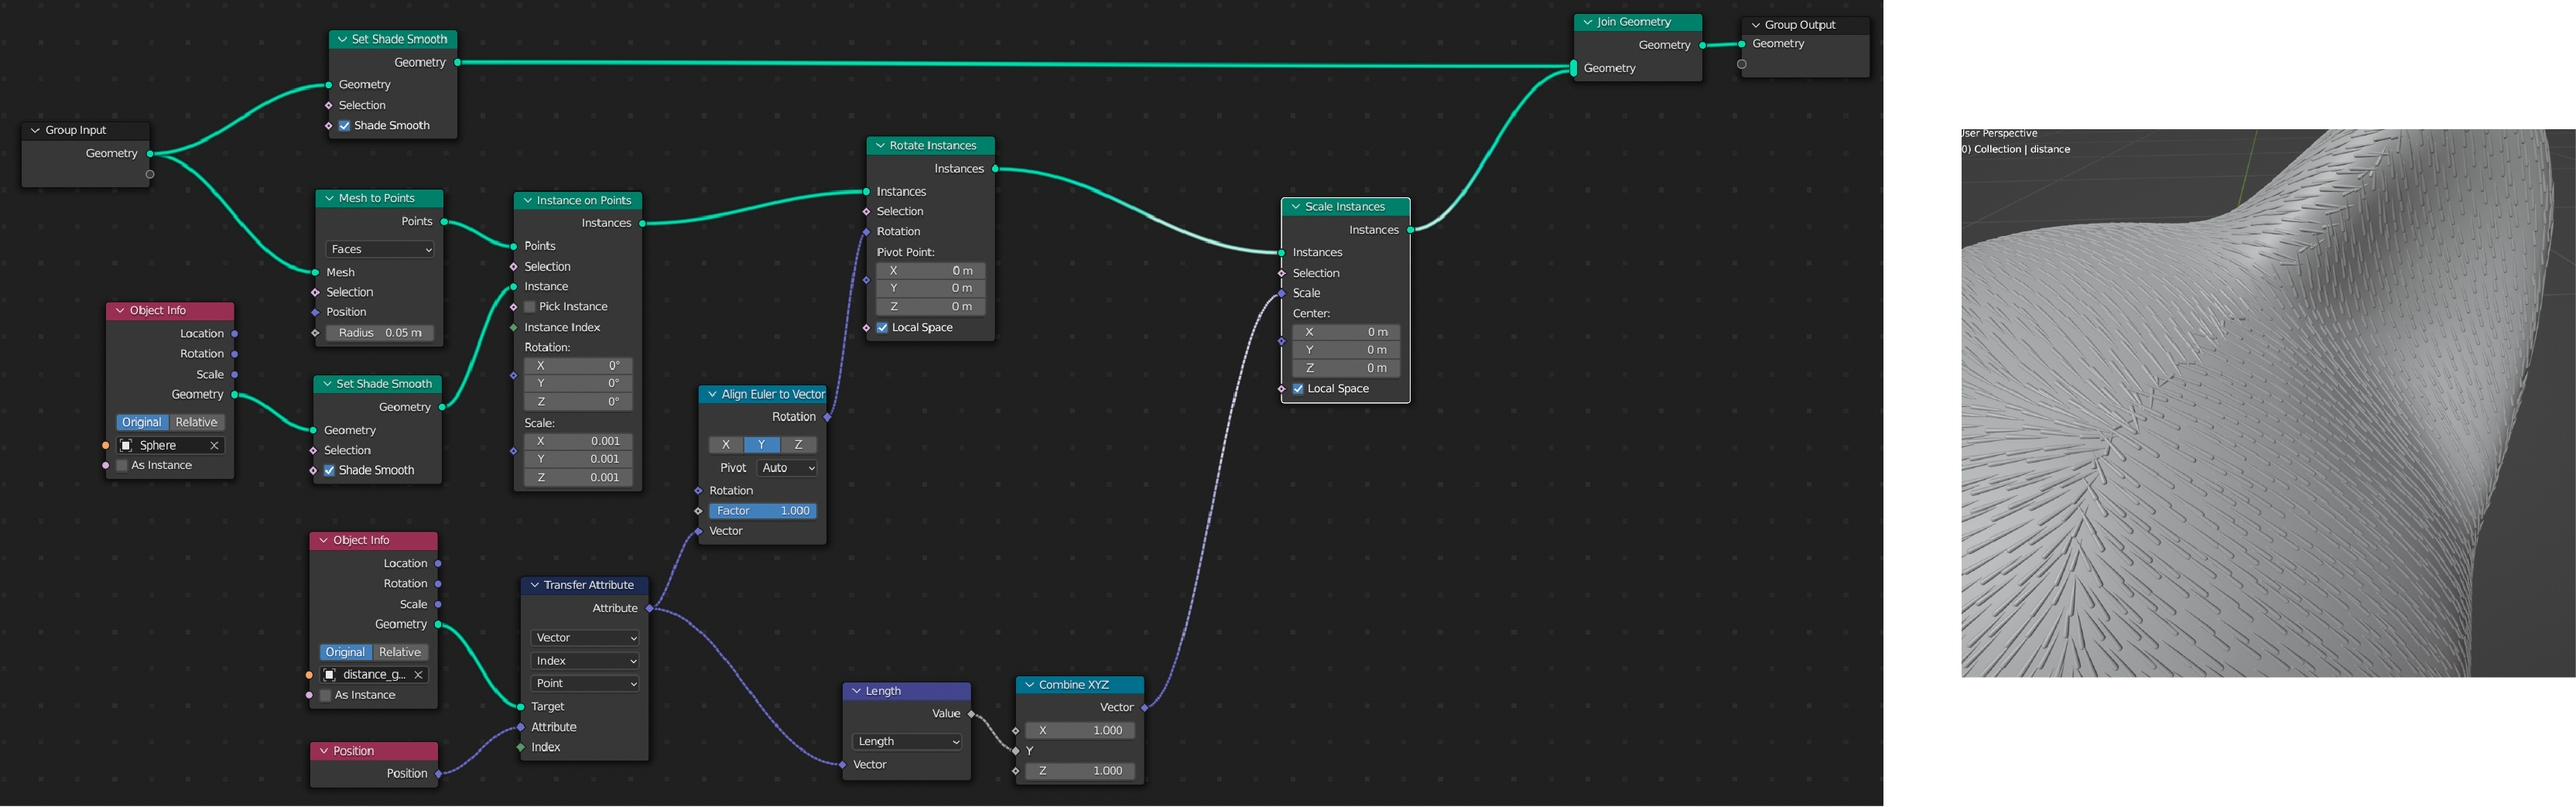 Set Shade Smooth
Geometry
Geometry
Selection
Shade Smooth
Group Input
Geometry
Mesh to Points
Points
Faces
Mesh
Selection
Position
Radius 0.05 m
Object Info
Location
Rotation
Scale
Geometry
Original Relative
Sphere
As Instance
Set Shade Smooth
Geometry
Geometry
Selection
Shade Smooth
Instance on Points
Instances
Points
Selection
Instance
Pick Instance
Instance Index
Rotation:
X 0°
Y 0°
Z 0°
Scale:
X 0.001
Y 0.001
Z 0.001
Object Info
Location
Rotation
Scale
Geometry
Original Relative
distance_g...
As Instance
Position
Position
Transfer Attribute
Attribute
Vector
Index
Point
Target
Attribute
Index
Align Euler to Vector
Rotation
X Y Z
Pivot Auto
Rotation
Factor 1.000
Vector
Rotate Instances
Instances
Instances
Selection
Rotation
Pivot Point:
X 0 m
Y 0 m
Z 0 m
Local Space
Length
Value
Length
Vector
Combine XYZ
Vector
X 1.000
Y
Z 1.000
Scale Instances
Instances
Instances
Selection
Scale
Center:
X 0 m
Y 0 m
Z 0 m
Local Space
Join Geometry
Geometry
Geometry
Group Output
Geometry
User Perspective
0) Collection | distance